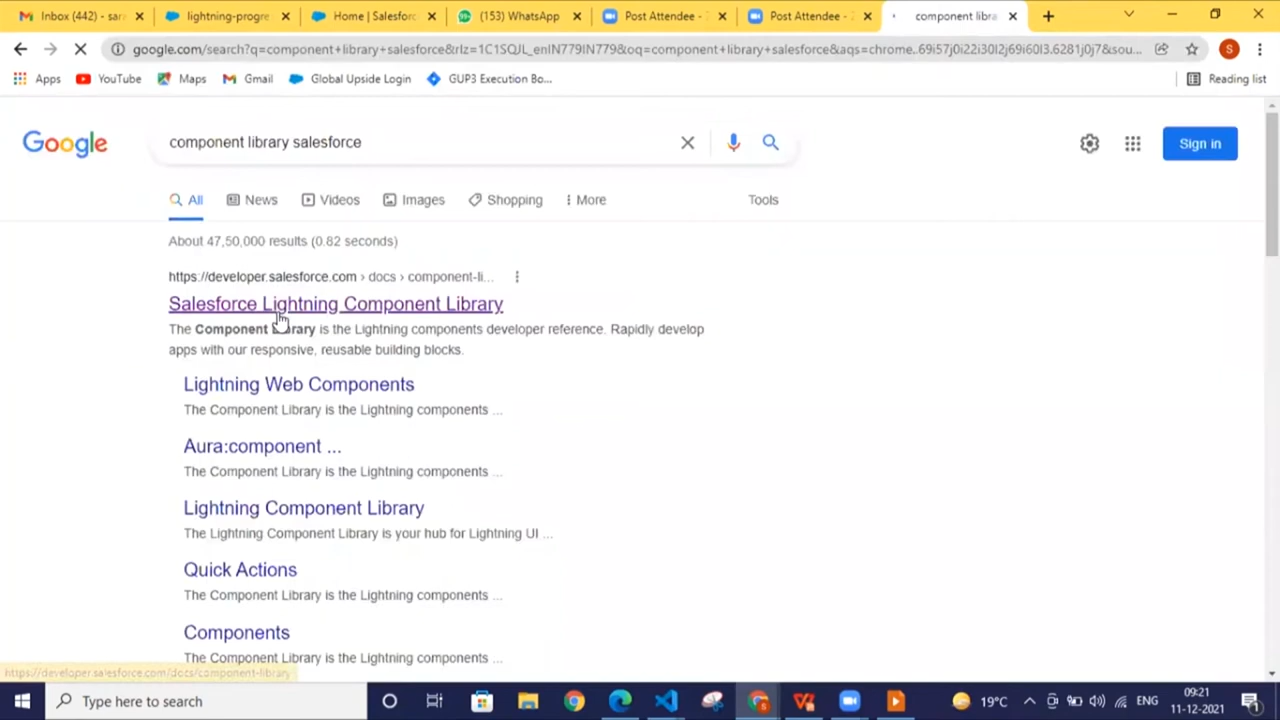 Inbox (442) - sara
lightning-progre
Home | Salesforc
(153) WhatsApp
Post Attendee - Z
Post Attendee - Z
component libra
google.com/search?q=component+library+salesforce&rlz=1C1SQJL_enIN779IN779&oq=component+library+salesforce&aqs=chrome..69i57j0i22i30l2j69i60l3.6281j0j7&sou...
S
Apps
YouTube
Maps
Gmail
Global Upside Login
GUP3 Execution Bo...
Reading list
Google
component library salesforce
Sign in
All
News
Videos
Images
Shopping
More
Tools
About 47,50,000 results (0.82 seconds)
https://developer.salesforce.com › docs › component-li...
Salesforce Lightning Component Library
The Component Library is the Lightning components developer reference. Rapidly develop
apps with our responsive, reusable building blocks.
Lightning Web Components
The Component Library is the Lightning components ...
Aura:component ...
The Component Library is the Lightning components ...
Lightning Component Library
The Lightning Component Library is your hub for Lightning UI ...
Quick Actions
The Component Library is the Lightning components ...
Components
The Component Library is the Lightning components ...
https://developer.salesforce.com/docs/component-library
Type here to search
19°C
ENG
09:21
11-12-2021
1